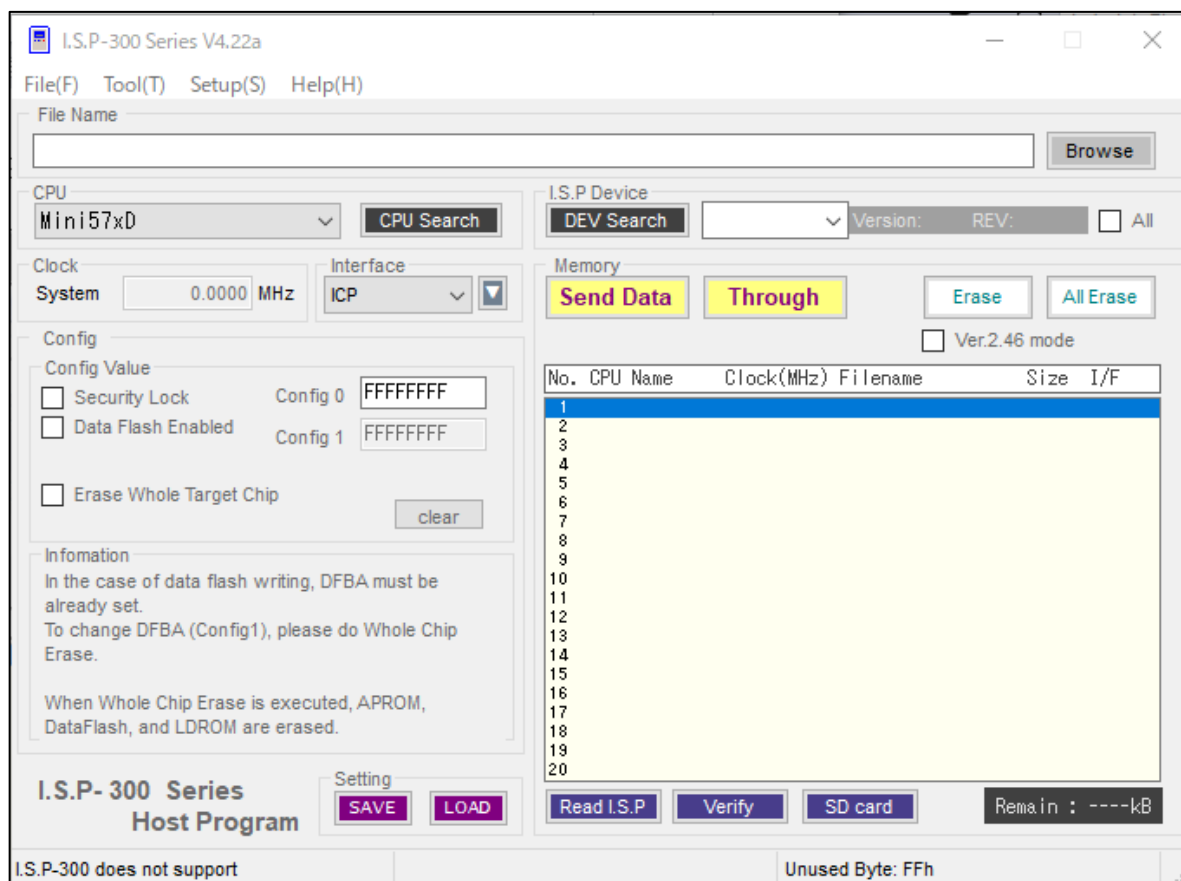 I.S.P-300 Series V4.22a
File(F) Tool(T) Setup(S) Help(H)
File Name
Browse
CPU
Mini57xD
CPU Search
I.S.P Device
DEV Search
Version: REV:
All
Clock
System 0.0000 MHz
Interface
ICP
Memory
Send Data
Through
Erase
All Erase
Ver.2.46 mode
Config
Config Value
Security Lock
Config 0 FFFFFFFF
Data Flash Enabled
Config 1 FFFFFFFF
Erase Whole Target Chip
clear
Infomation
In the case of data flash writing, DFBA must be
already set.
To change DFBA (Config1), please do Whole Chip
Erase.
When Whole Chip Erase is executed, APROM,
DataFlash, and LDROM are erased.
No. CPU Name Clock(MHz) Filename Size I/F
1
2
3
4
5
6
7
8
9
10
11
12
13
14
15
16
17
18
19
20
I.S.P- 300 Series
Host Program
Setting
SAVE
LOAD
Read I.S.P
Verify
SD card
Remain : ----kB
I.S.P-300 does not support
Unused Byte: FFh